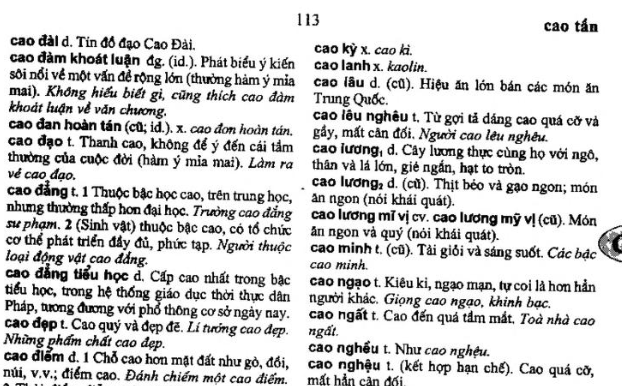 113
cao tần
cao đài d. Tín đồ đạo Cao Đài.
cao đàm khoát luận đg. (id.). Phát biểu ý kiến
sôi nổi về một vấn đề rộng lớn (thường hàm ý mỉa
mai). Không hiểu biết gì, cũng thích cao đàm
khoát luận về văn chương.
cao đan hoàn tán (cũ; id.). x. cao đơn hoàn tán.
cao đạo t. Thanh cao, không để ý đến cái tầm
thường của cuộc đời (hàm ý mỉa mai). Làm ra
vẻ cao đạo.
cao đẳng t. 1 Thuộc bậc học cao, trên trung học,
nhưng thường thấp hơn đại học. Trường cao đẳng
sư phạm. 2 (Sinh vật) thuộc bậc cao, có tổ chức
cơ thể phát triển đầy đủ, phức tạp. Người thuộc
loại động vật cao đẳng.
cao đẳng tiểu học d. Cấp cao nhất trong bậc
tiểu học, trong hệ thống giáo dục thời thực dân
Pháp, tương đương với phổ thông cơ sở ngày nay.
cao đẹp t. Cao quý và đẹp đẽ. Lí tưởng cao đẹp.
Những phẩm chất cao đẹp.
cao điểm d. 1 Chỗ cao hơn mặt đất như gò, đồi,
núi, v.v.; điểm cao. Đánh chiếm một cao điểm.
cao kỳ x. cao kì.
cao lanh x. kaolin.
cao lâu d. (cũ). Hiệu ăn lớn bán các món ăn
Trung Quốc.
cao lêu nghêu t. Từ gợi tả dáng cao quá cỡ và
gầy, mất cân đối. Người cao lêu nghêu.
cao lương₁ d. Cây lương thực cùng họ với ngô,
thân và lá lớn, gié ngắn, hạt to tròn.
cao lương₂ d. (cũ). Thịt béo và gạo ngon; món
ăn ngon (nói khái quát).
cao lương mĩ vị cv. cao lương mỹ vị (cũ). Món
ăn ngon và quý (nói khái quát).
cao minh t. (cũ). Tài giỏi và sáng suốt. Các bậc
cao minh.
cao ngạo t. Kiêu kì, ngạo mạn, tự coi là hơn hẳn
người khác. Giọng cao ngạo, khinh bạc.
cao ngất t. Cao đến quá tầm mắt. Toà nhà cao
ngất.
cao nghều t. Như cao nghệu.
cao nghệu t. (kết hợp hạn chế). Cao quá cỡ,
mất hẳn cân đối.